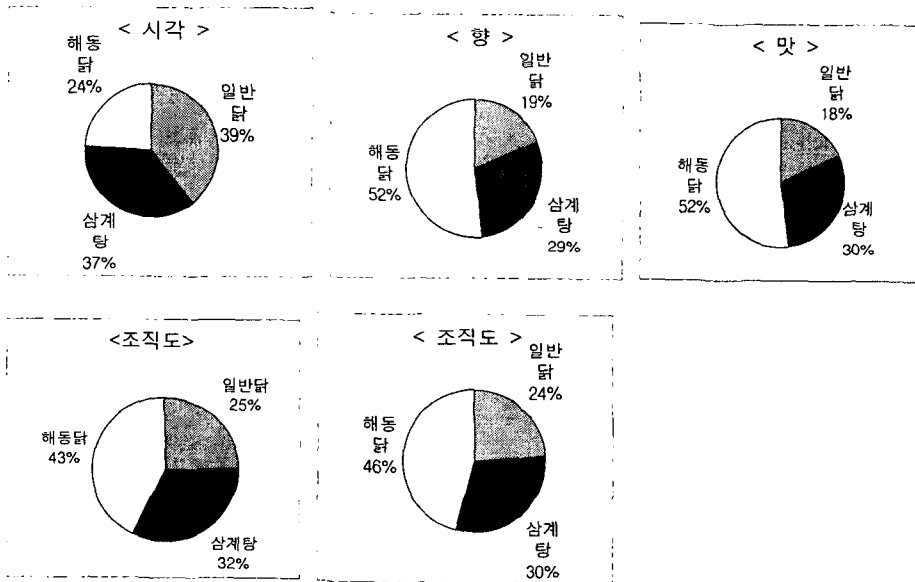 < 시각 >
해동
닭
24%
일반
닭
39%
삼계
탕
37%
< 향 >
일반
닭
19%
해동
닭
52%
삼계
탕
29%
< 맛 >
일반
닭
18%
해동
닭
52%
삼계
탕
30%
<조직도>
일반닭
25%
해동닭
43%
삼계탕
32%
< 조직도 >
일반
닭
24%
해동
닭
46%
삼계
탕
30%